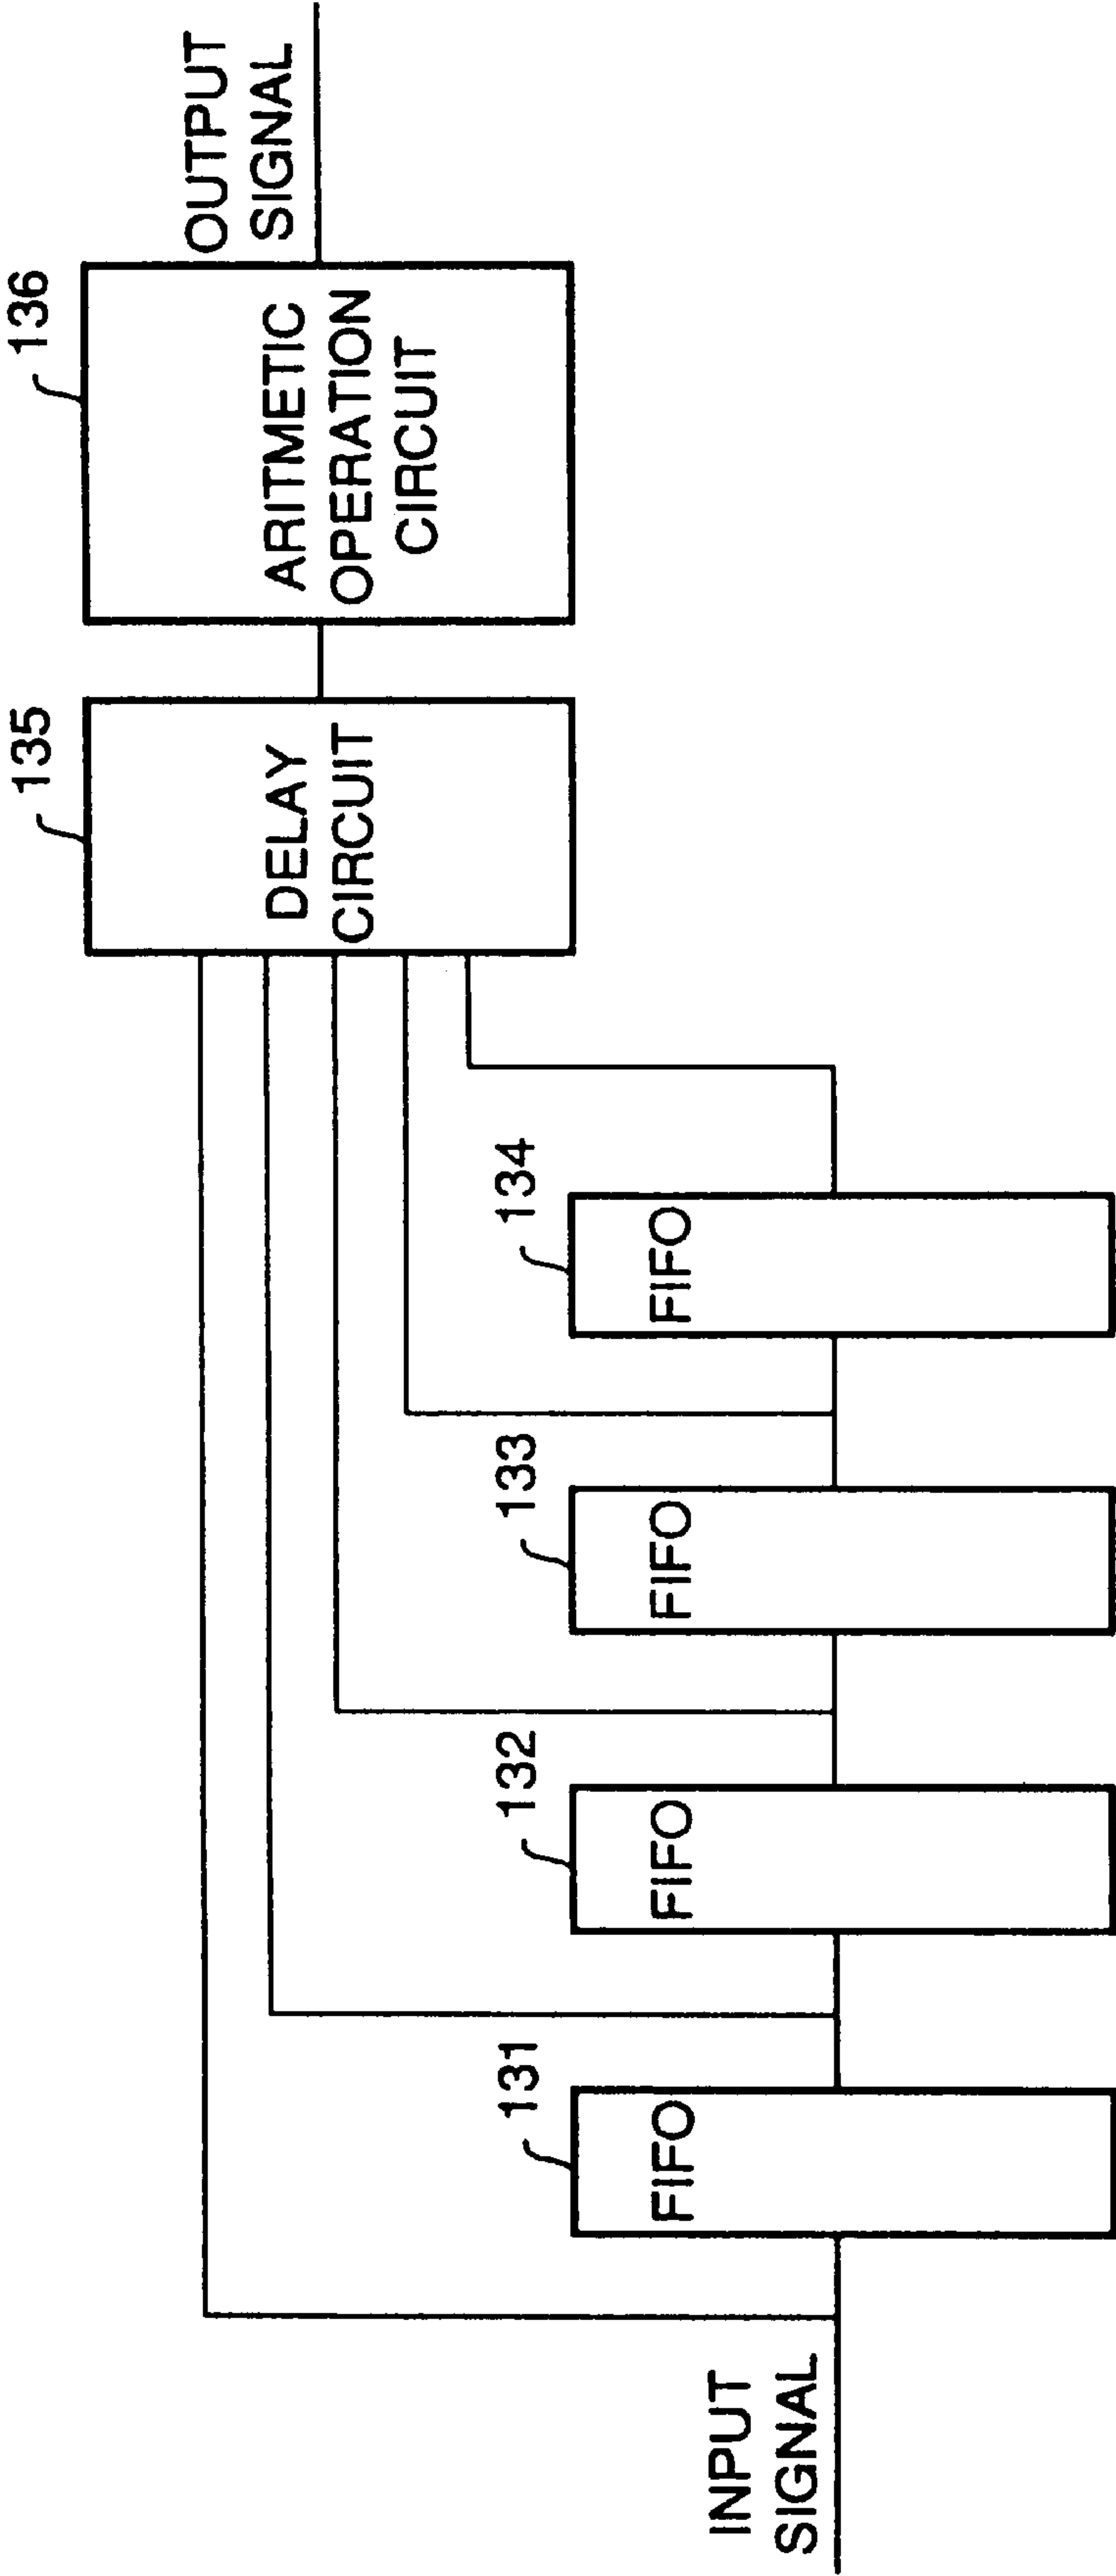 136
OUTPUT
SIGNAL
135
ARITMETIC
OPERATION
CIRCUIT
DELAY
CIRCUIT
134
133
132
131
FIFO
FIFO
FIFO
FIFO
INPUT
SIGNAL